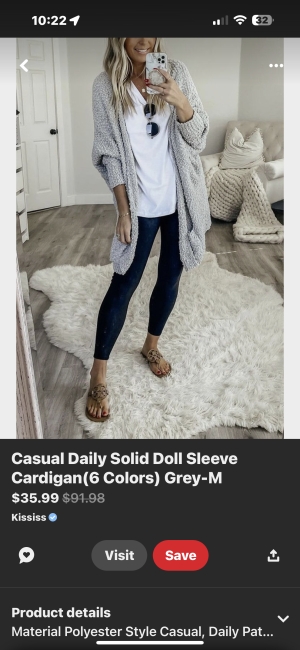 10:22
32
Casual Daily Solid Doll Sleeve
Cardigan(6 Colors) Grey-M
$35.99 $91.98
Kississ
Visit
Save
Product details
Material Polyester Style Casual, Daily Pat...